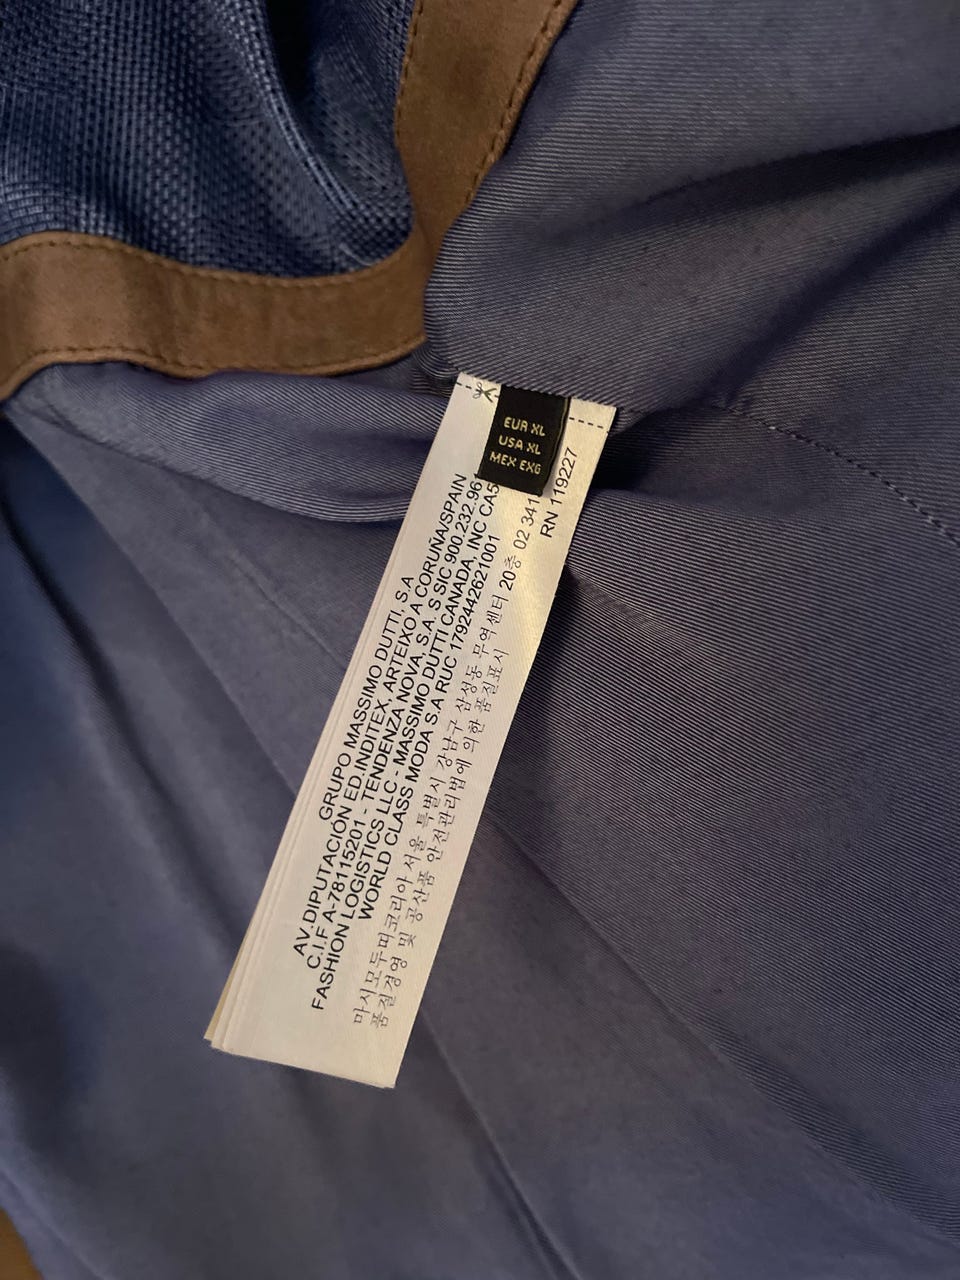 EUR XL
USA XL
MEX EXG
GRUPO MASSIMO DUTTI, S.A
AV.DIPUTACIÓN ED.INDITEX, ARTEIXO A CORUÑA/SPAIN
C.I.F A-78115201 - TENDENZA NOVA, S.A. S SIC 900.232.961
FASHION LOGISTICS LLC - MASSIMO DUTTI CANADA, INC CA5
WORLD CLASS MODA S.A RUC 1792442621001
마시모두띠코리아 서울 특별시 강남구 삼성동 무역센터 20층 02 341
품질경영 및 공산품 안전관리법에 의한 품질표시
RN 119227